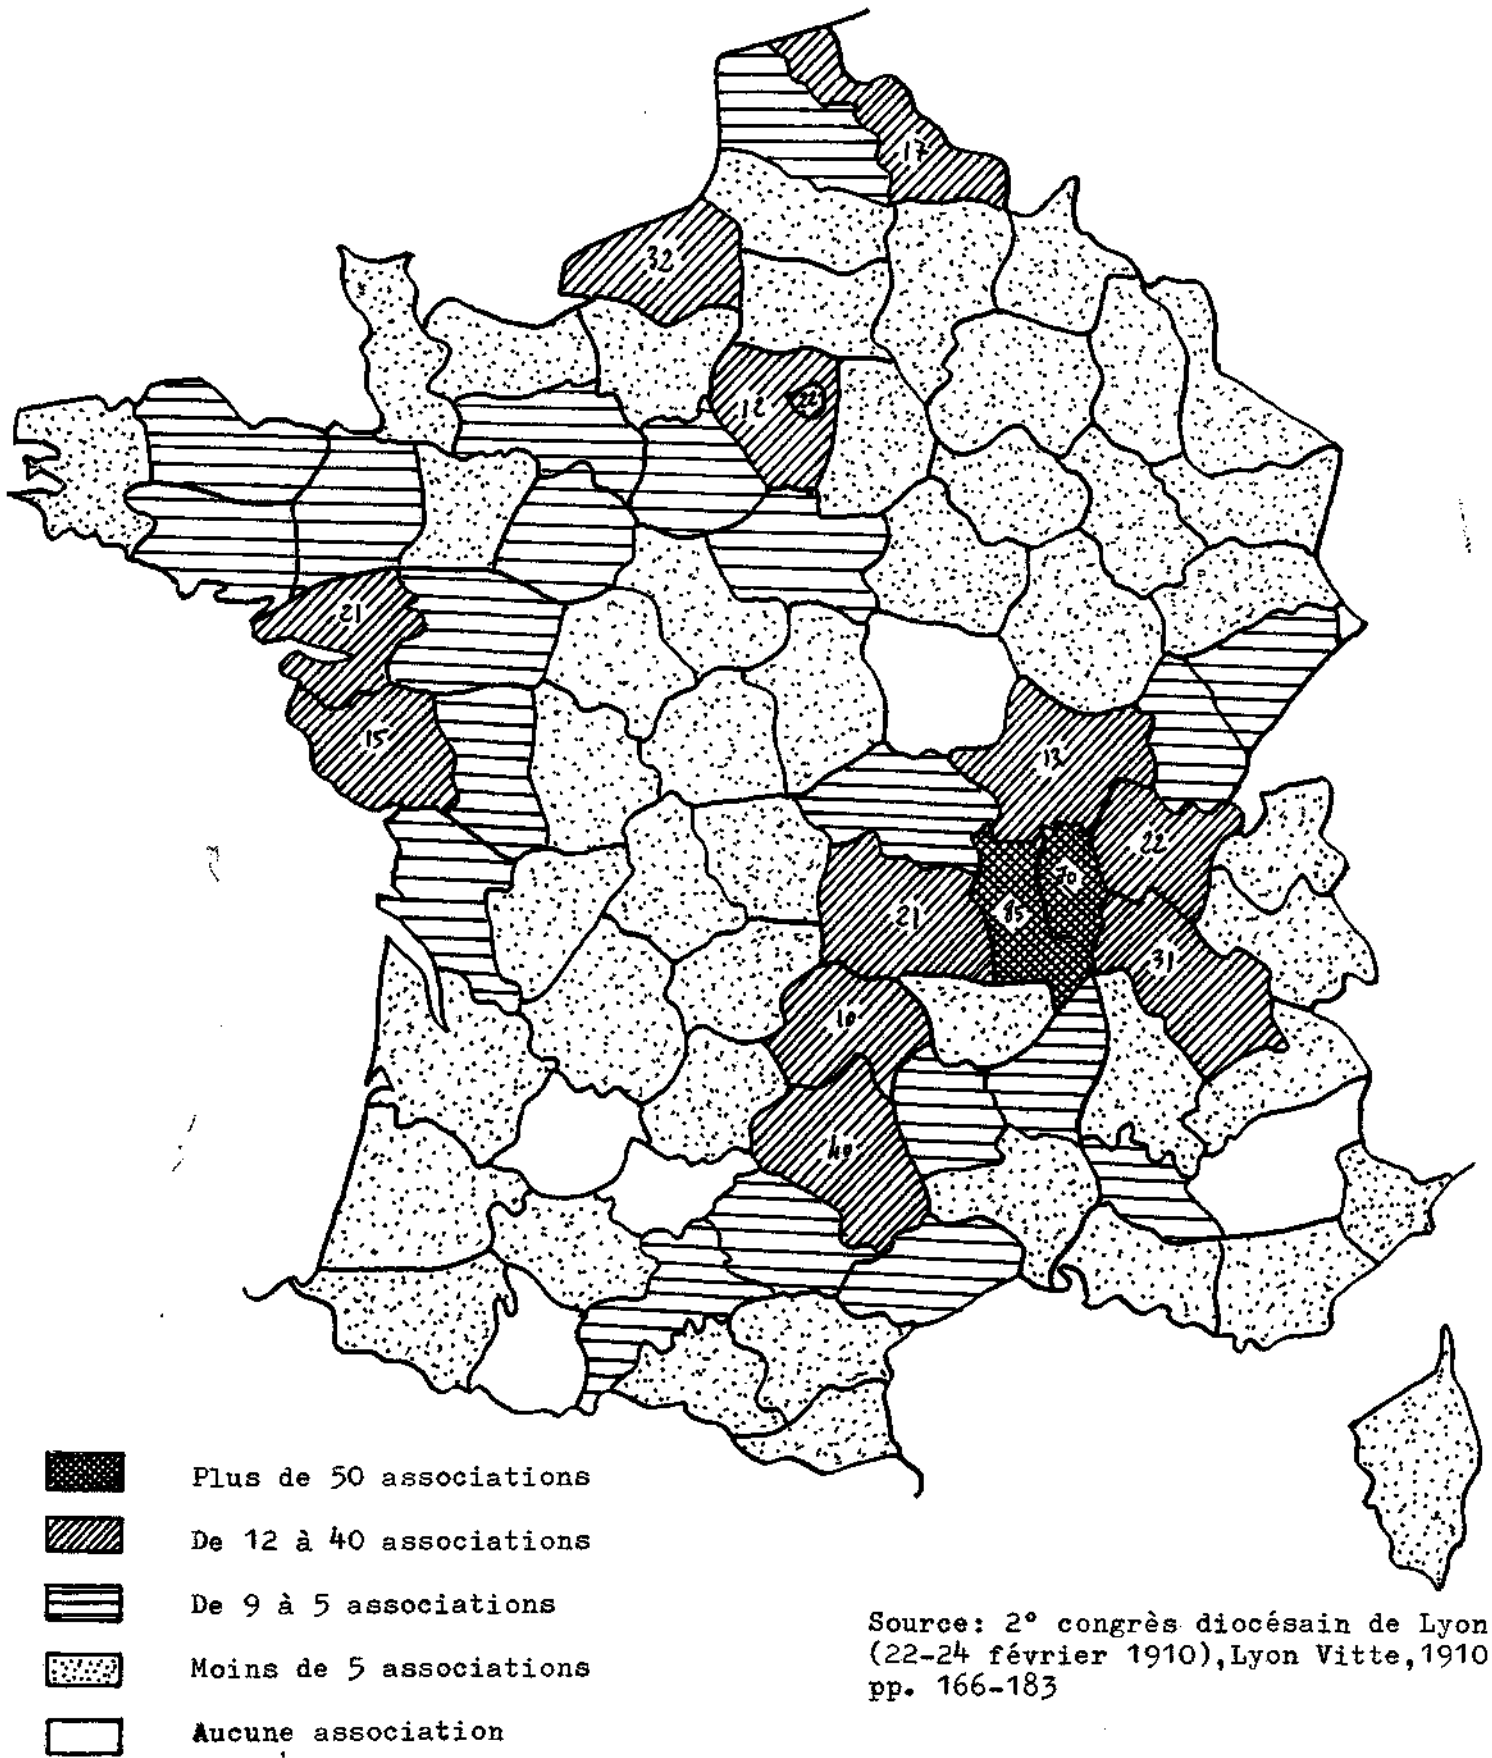 17
32
12
22
21
15
13
22
70
85
21
31
10
40
Plus de 50 associations
De 12 à 40 associations
De 9 à 5 associations
Moins de 5 associations
Aucune association
Source: 2° congrès diocésain de Lyon
(22-24 février 1910),Lyon Vitte,1910
pp. 166-183